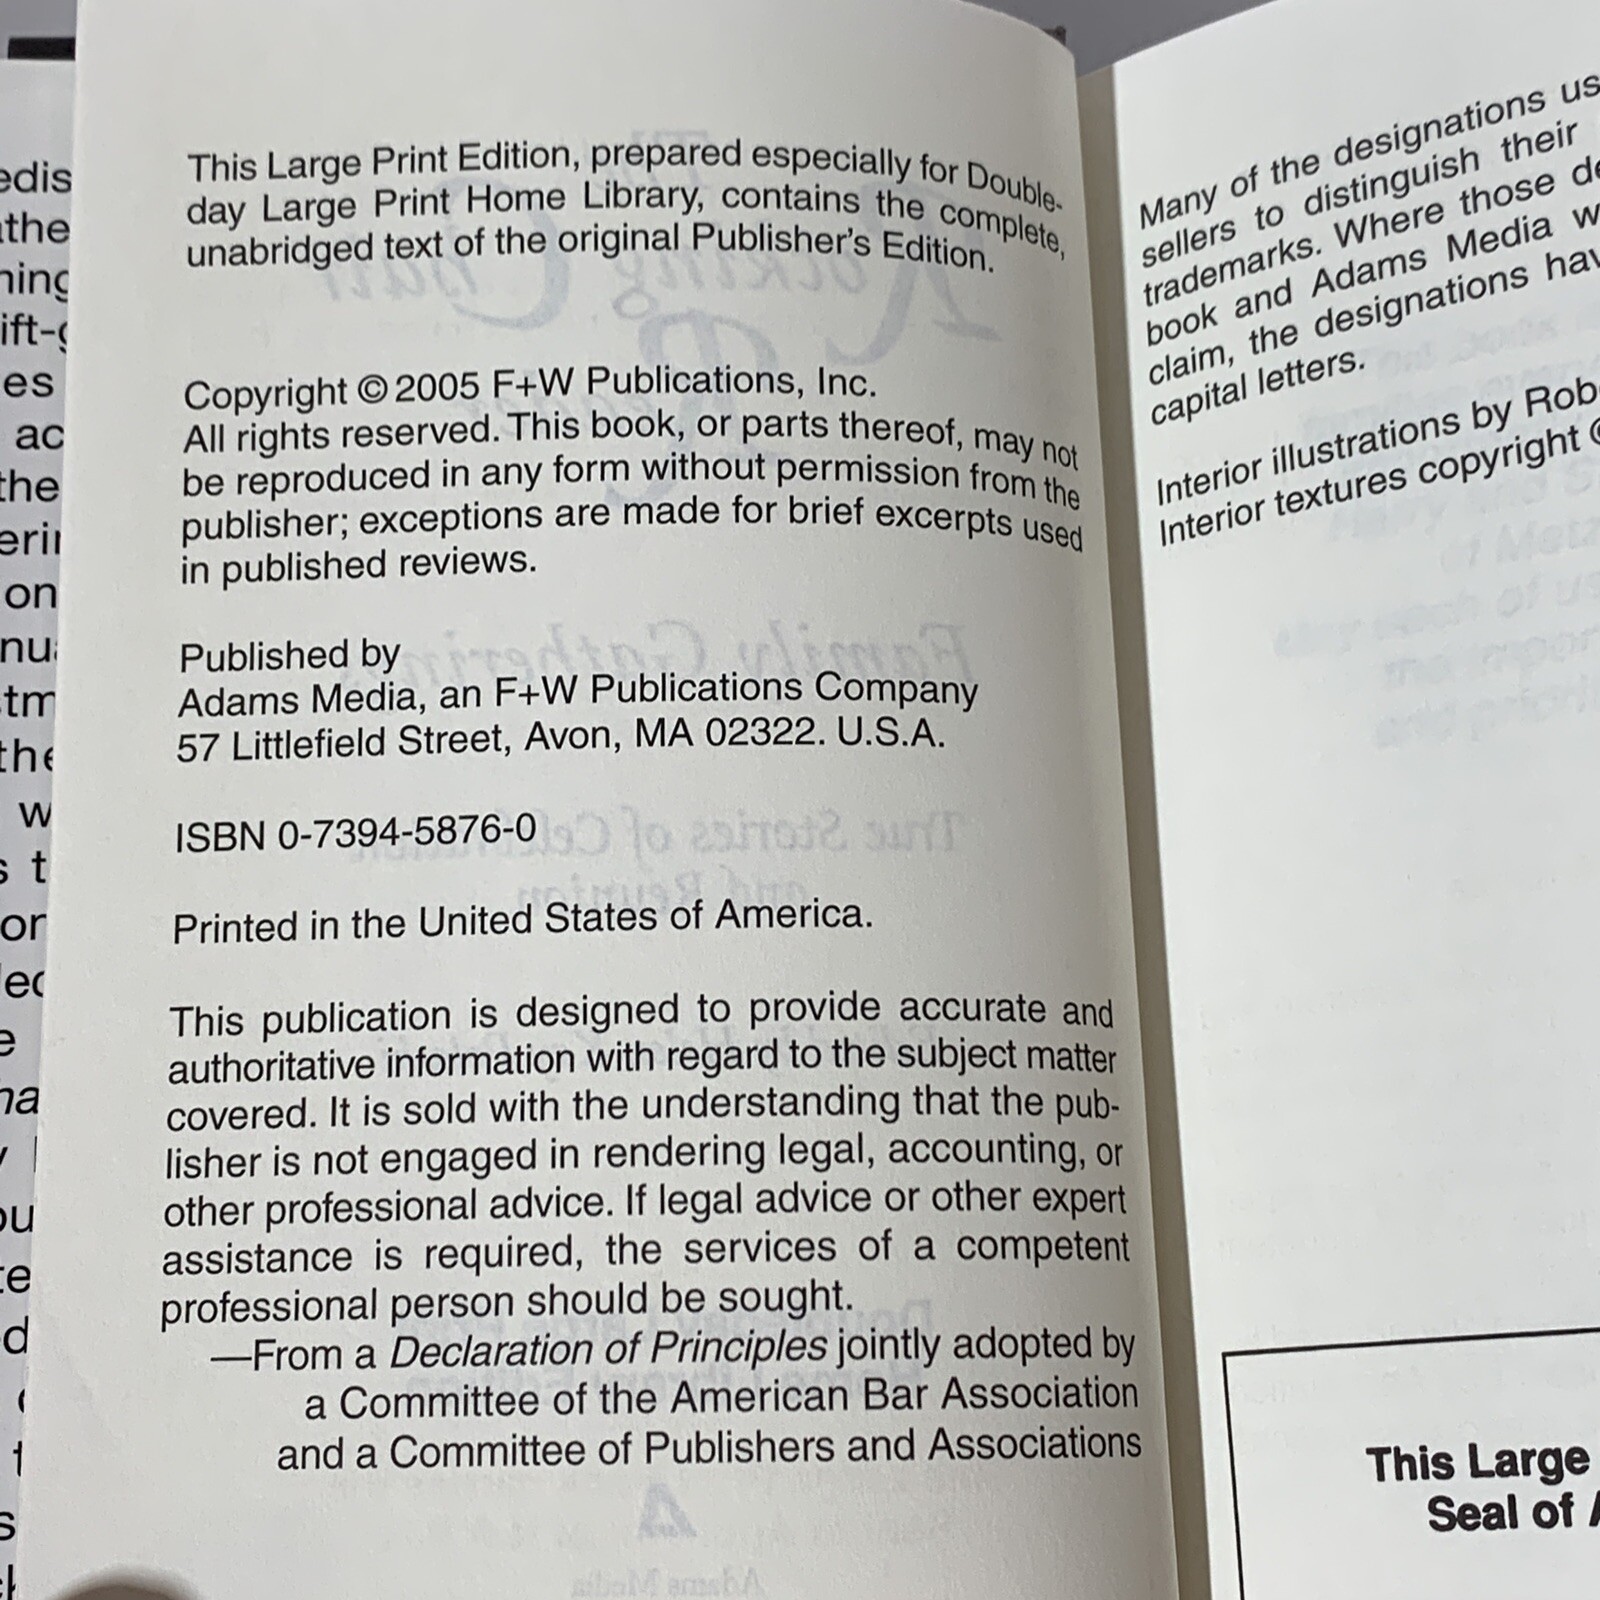 This Large Print Edition, prepared especially for Double-
day Large Print Home Library, contains the complete,
unabridged text of the original Publisher's Edition.
Copyright © 2005 F+W Publications, Inc.
All rights reserved. This book, or parts thereof, may not
be reproduced in any form without permission from the
publisher; exceptions are made for brief excerpts used
in published reviews.
Published by
Adams Media, an F+W Publications Company
57 Littlefield Street, Avon, MA 02322. U.S.A.
ISBN 0-7394-5876-0
Printed in the United States of America.
This publication is designed to provide accurate and
authoritative information with regard to the subject matter
covered. It is sold with the understanding that the pub-
lisher is not engaged in rendering legal, accounting, or
other professional advice. If legal advice or other expert
assistance is required, the services of a competent
professional person should be sought.
—From a Declaration of Principles jointly adopted by
a Committee of the American Bar Association
and a Committee of Publishers and Associations
Many of the designations us
sellers to distinguish their
trademarks. Where those de
book and Adams Media w
claim, the designations hav
capital letters.
Interior illustrations by Rob
Interior textures copyright ©
This Large
Seal of A